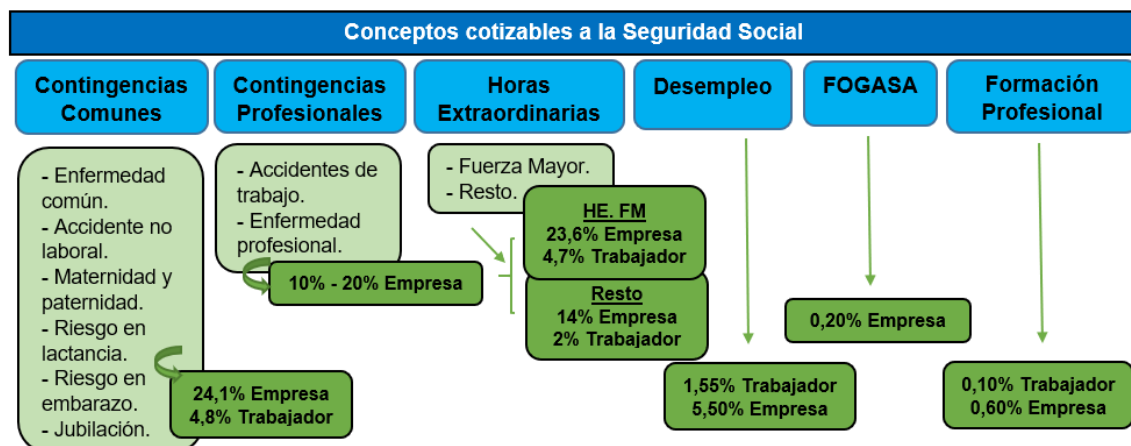 Conceptos cotizables a la Seguridad Social
Contingencias
Comunes
Contingencias
Profesionales
Horas
Extraordinarias
Desempleo
FOGASA
Formación
Profesional
- Enfermedad
común.
- Accidente no
laboral.
- Maternidad y
paternidad.
- Riesgo en
lactancia.
- Riesgo en
embarazo.
- Jubilación.
24,1% Empresa
4,8% Trabajador
- Accidentes de
trabajo.
- Enfermedad
profesional.
10% - 20% Empresa
- Fuerza Mayor.
- Resto.
HE. FM
23,6% Empresa
4,7% Trabajador
Resto
14% Empresa
2% Trabajador
1,55% Trabajador
5,50% Empresa
0,20% Empresa
0,10% Trabajador
0,60% Empresa